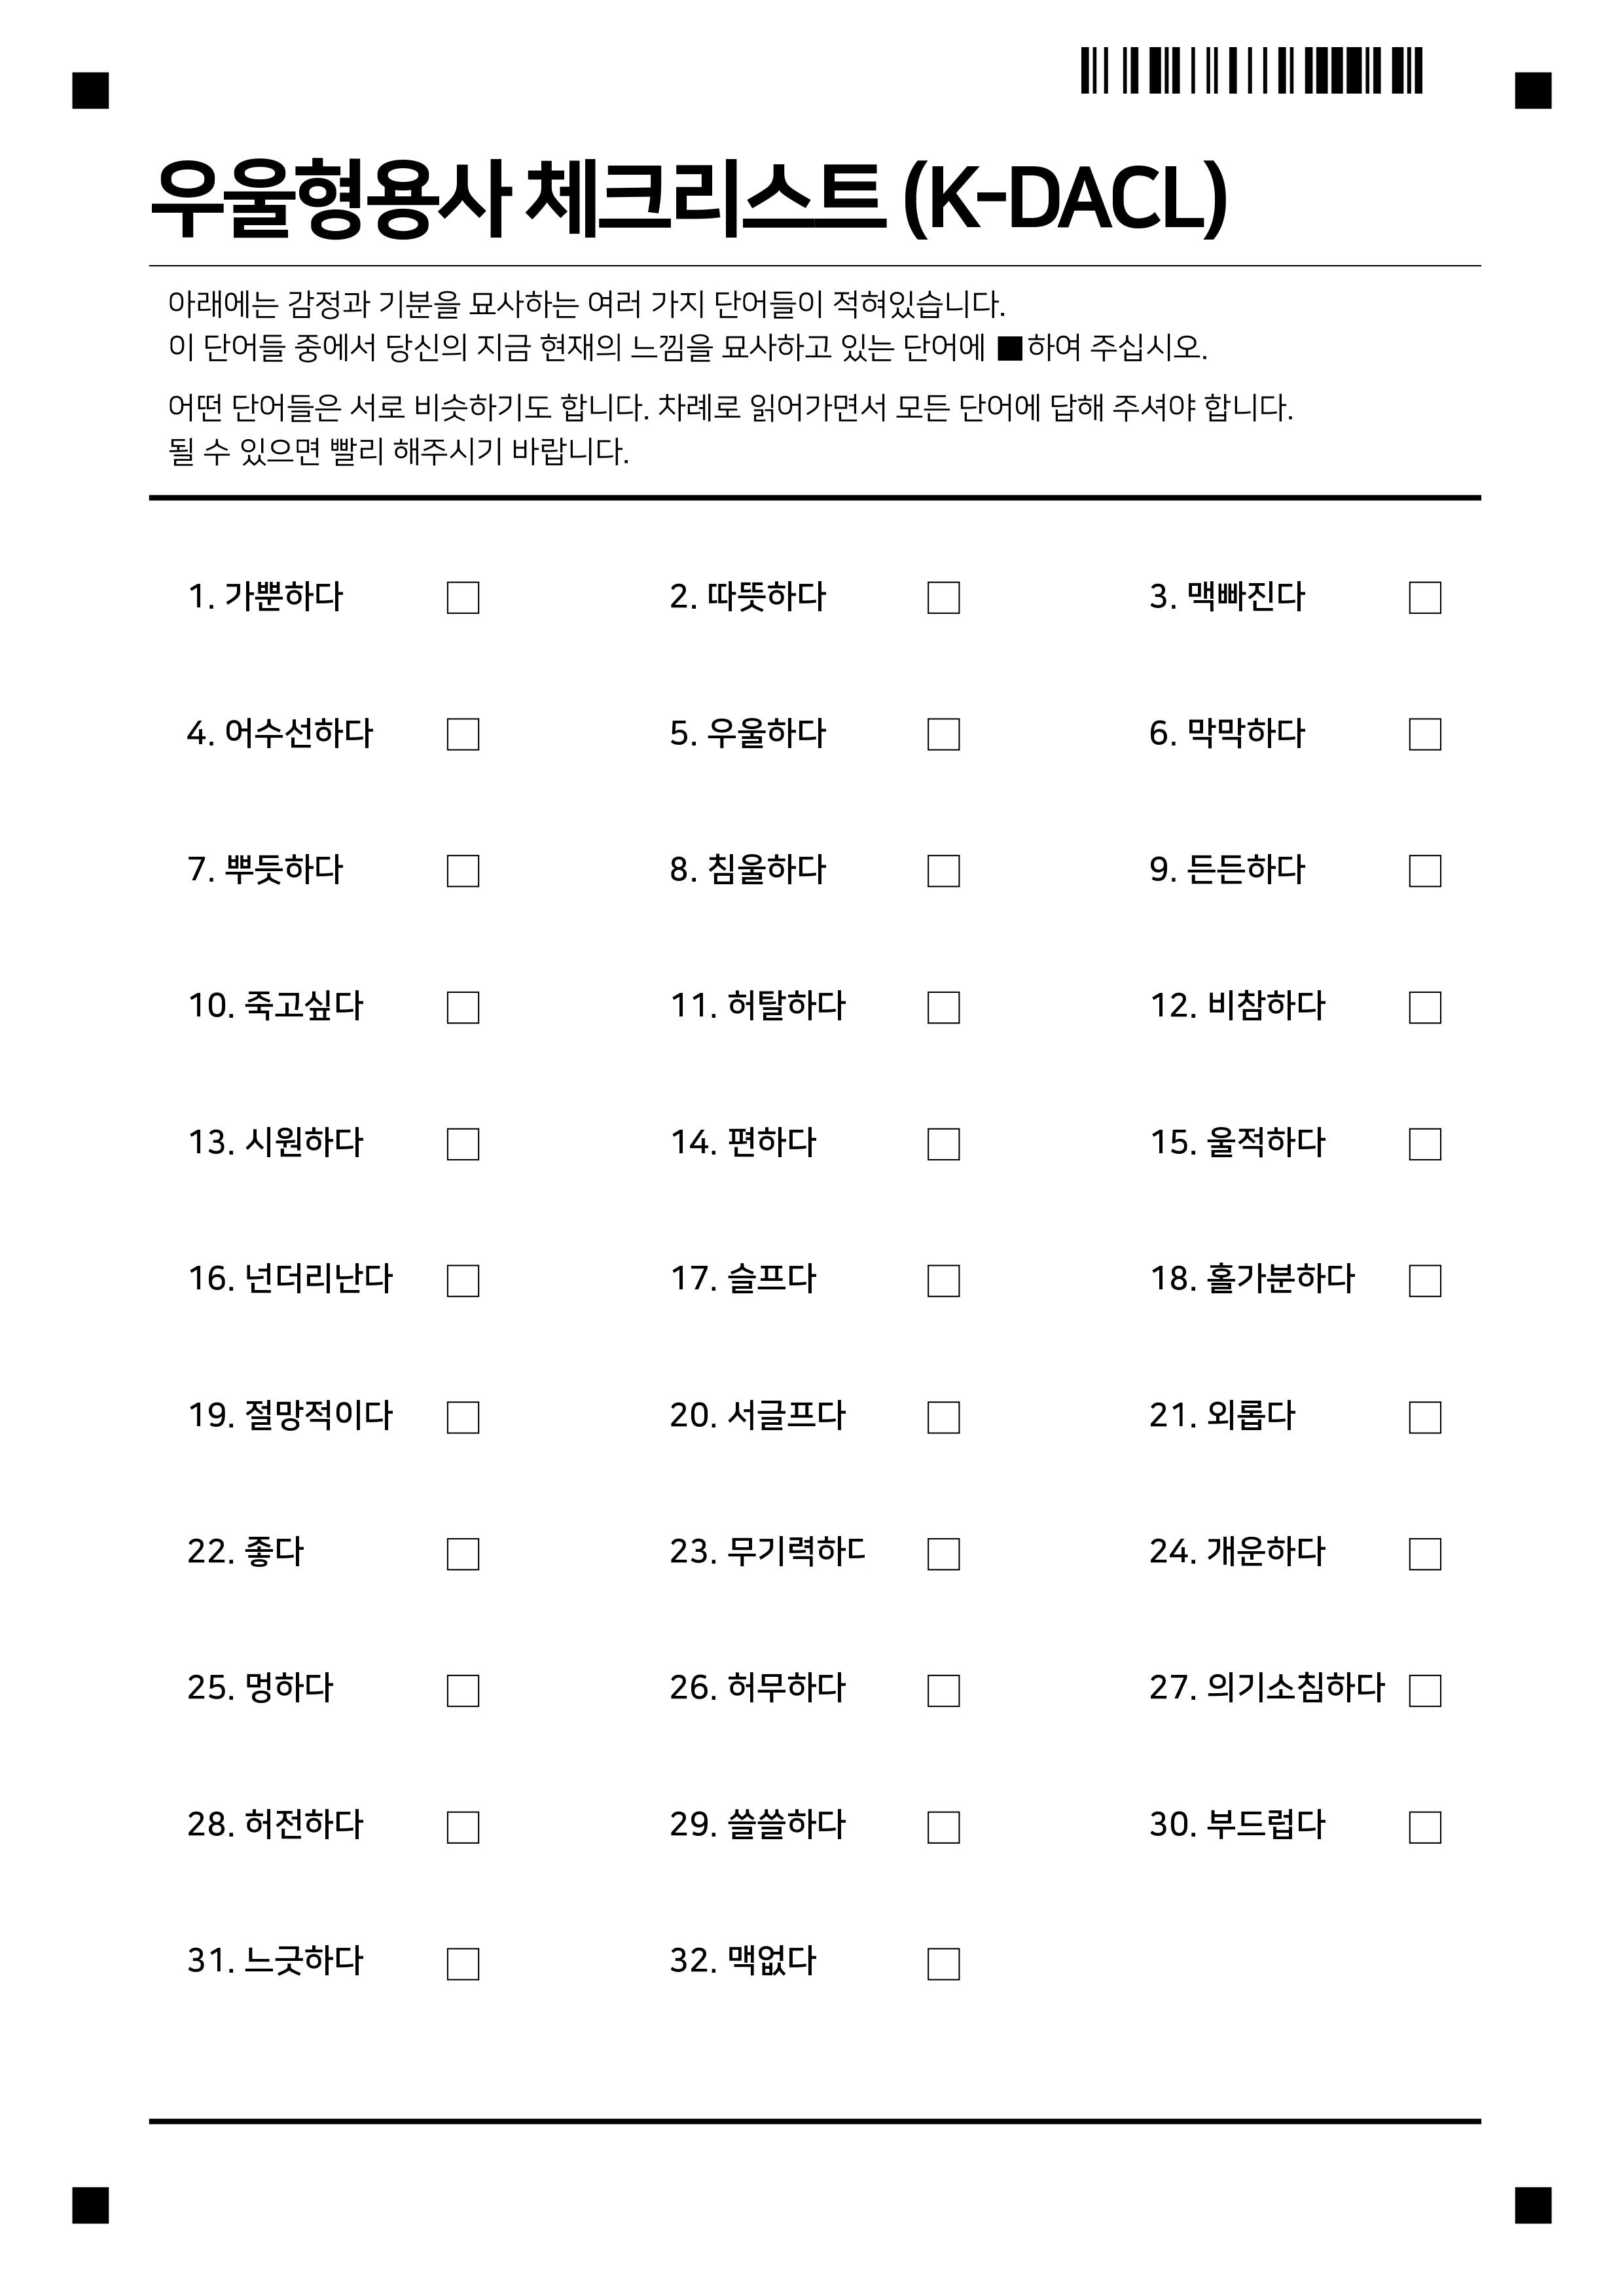 우울형용사 체크리스트 (K-DACL)
아래에는 감정과 기분을 묘사하는 여러 가지 단어들이 적혀있습니다.
이 단어들 중에서 당신의 지금 현재의 느낌을 묘사하고 있는 단어에 ■하여 주십시오.
어떤 단어들은 서로 비슷하기도 합니다. 차례로 읽어가면서 모든 단어에 답해 주셔야 합니다.
될 수 있으면 빨리 해주시기 바랍니다.
1. 가뿐하다 □ 2. 따뜻하다 □ 3. 맥빠진다 □
4. 어수선하다 □ 5. 우울하다 □ 6. 막막하다 □
7. 뿌듯하다 □ 8. 침울하다 □ 9. 든든하다 □
10. 죽고싶다 □ 11. 허탈하다 □ 12. 비참하다 □
13. 시원하다 □ 14. 편하다 □ 15. 울적하다 □
16. 넌더리난다 □ 17. 슬프다 □ 18. 홀가분하다 □
19. 절망적이다 □ 20. 서글프다 □ 21. 외롭다 □
22. 좋다 □ 23. 무기력하ㄷ □ 24. 개운하다 □
25. 멍하다 □ 26. 허무하다 □ 27. 의기소침하다 □
28. 허전하다 □ 29. 쓸쓸하다 □ 30. 부드럽다 □
31. 느긋하다 □ 32. 맥없다 □